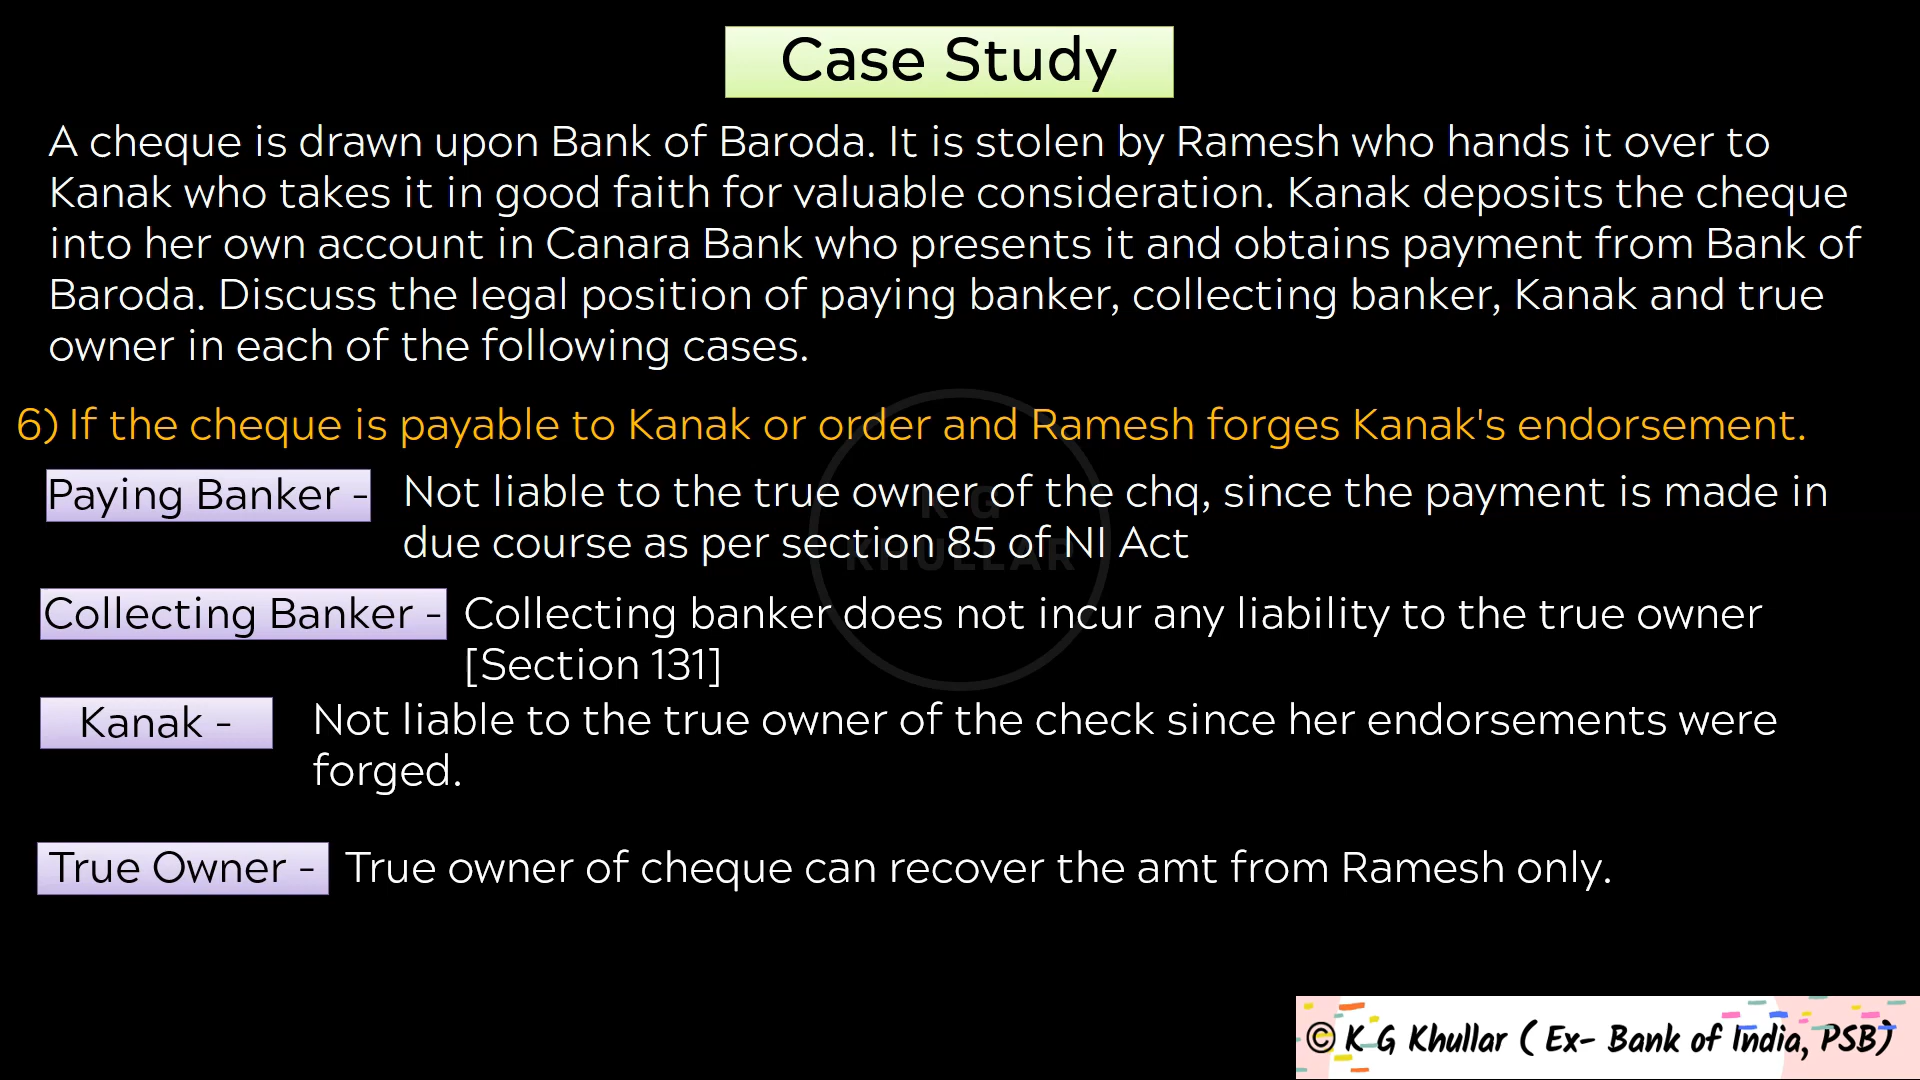 Case Study
A cheque is drawn upon Bank of Baroda. It is stolen by Ramesh who hands it over to
Kanak who takes it in good faith for valuable consideration. Kanak deposits the cheque
into her own account in Canara Bank who presents it and obtains payment from Bank of
Baroda. Discuss the legal position of paying banker, collecting banker, Kanak and true
owner in each of the following cases.
6) If the cheque is payable to Kanak or order and Ramesh forges Kanak's endorsement.
Paying Banker - Not liable to the true owner of the chq, since the payment is made in
due course as per section 85 of NI Act
Collecting Banker - Collecting banker does not incur any liability to the true owner
[Section 131]
Kanak - Not liable to the true owner of the check since her endorsements were
forged.
True Owner - True owner of cheque can recover the amt from Ramesh only.
K G
KHULLAR
© K G Khullar ( Ex- Bank of India, PSB)